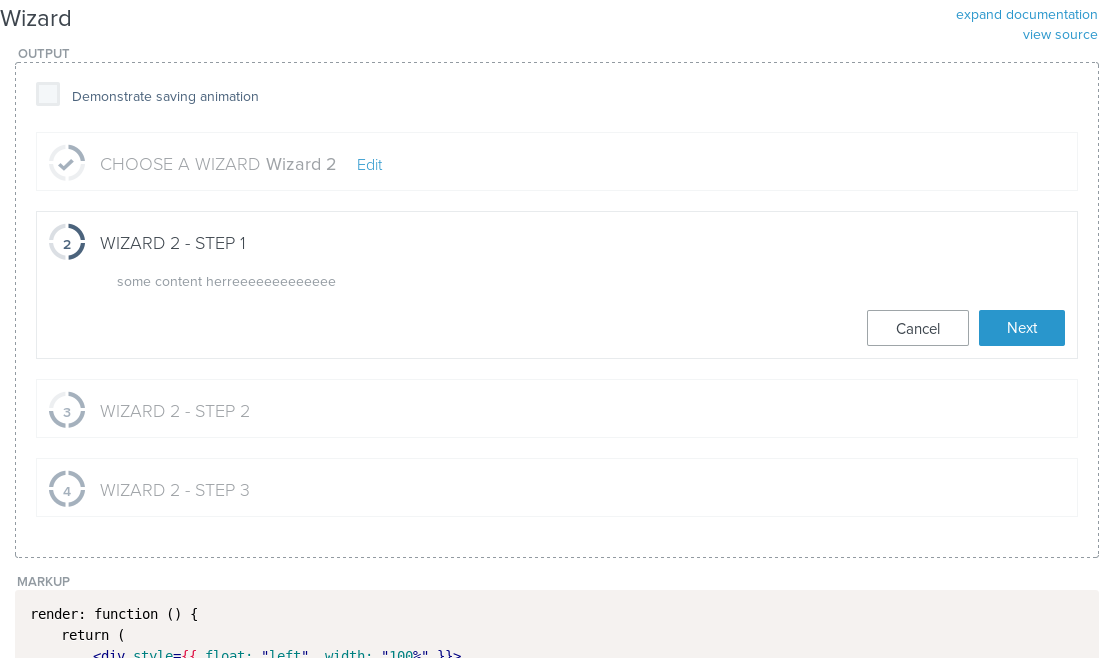 Wizard
expand documentation
view source
OUTPUT
Demonstrate saving animation
CHOOSE A WIZARD Wizard 2 Edit
2 WIZARD 2 - STEP 1
some content herreeeeeeeeeeeee
Cancel Next
3 WIZARD 2 - STEP 2
4 WIZARD 2 - STEP 3
MARKUP
render: function () {
return (
<div style={{ float: "left", width: "100%" }}>